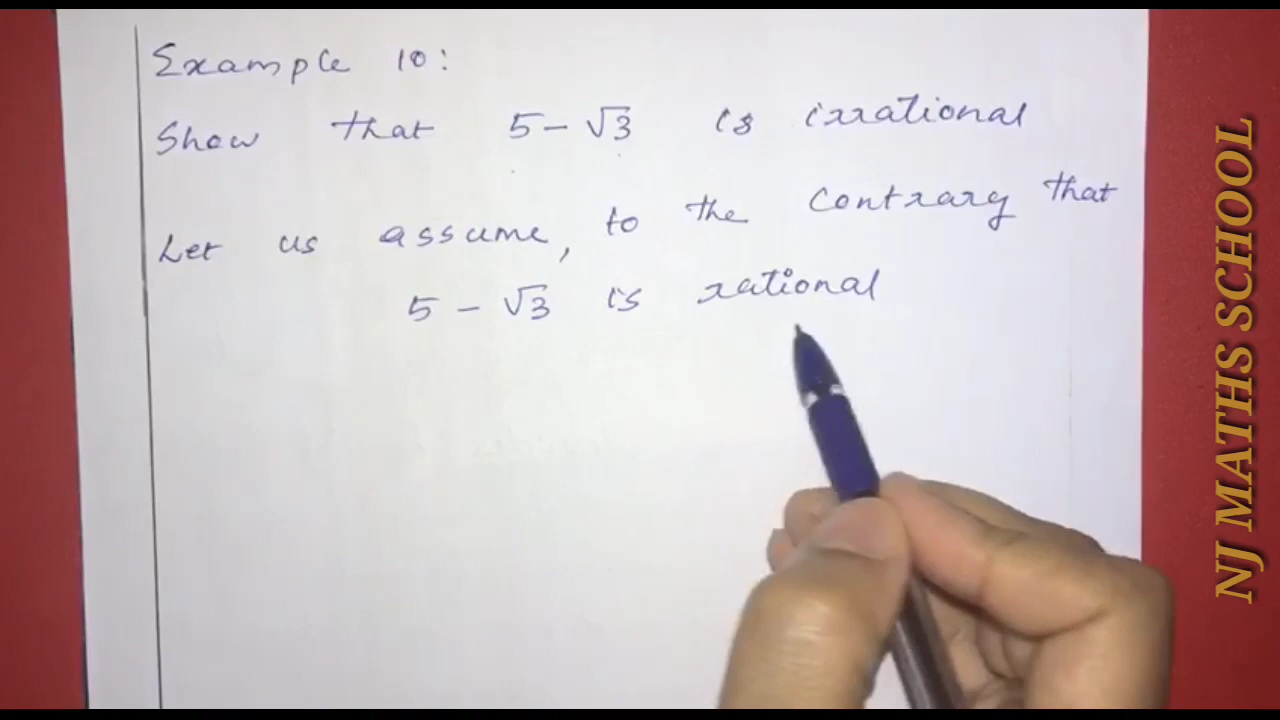 Example 10:
Show that 5 - √3 is irrational
Let us assume, to the contrary that
5 - √3 is rational
NJ MATHS SCHOOL